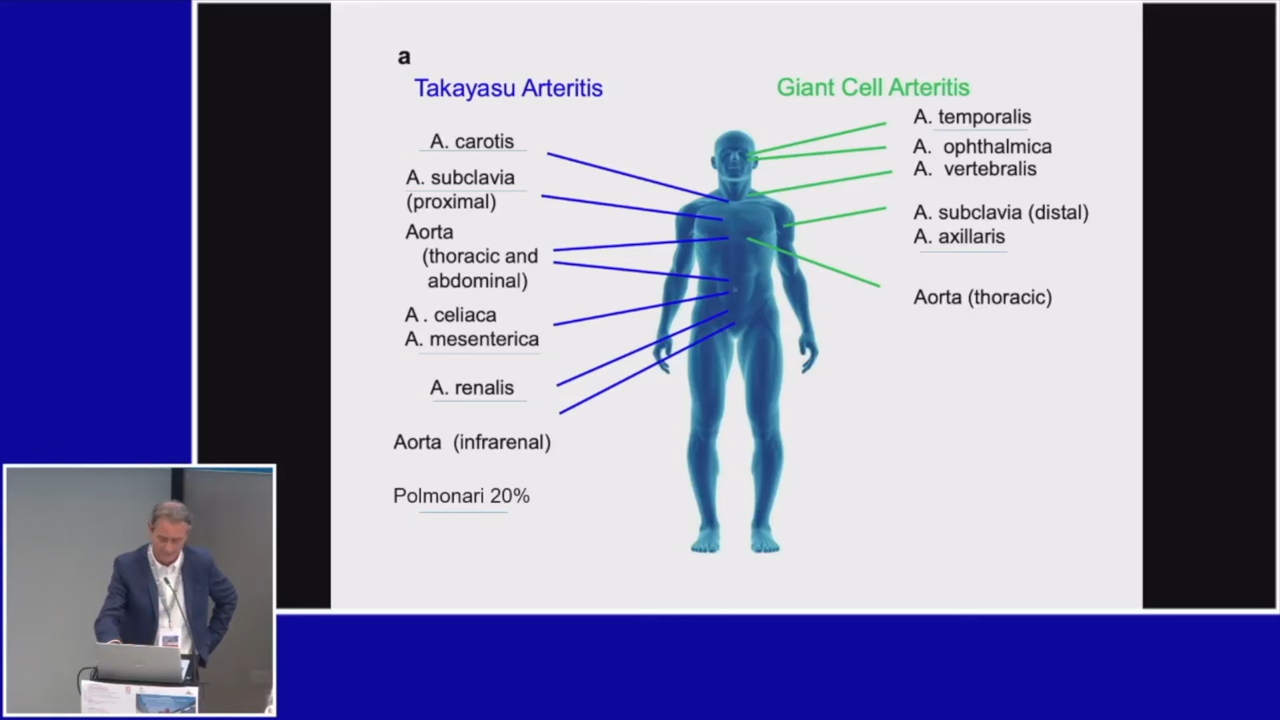 a
Takayasu Arteritis
A. carotis
A. subclavia
(proximal)
Aorta
(thoracic and
abdominal)
A . celiaca
A. mesenterica
A. renalis
Aorta (infrarenal)
Polmonari 20%
Giant Cell Arteritis
A. temporalis
A. ophthalmica
A. vertebralis
A. subclavia (distal)
A. axillaris
Aorta (thoracic)